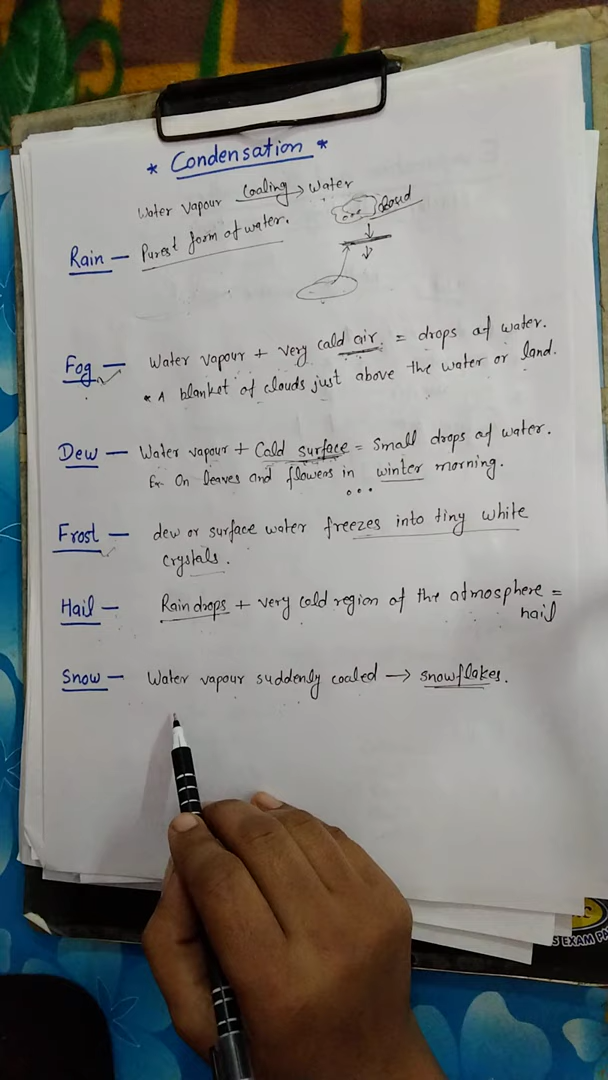 * Condensation *
Water vapour Cooling → Water
Cloud
Rain — Purest form of water.
Fog — Water vapour + very cold air. = drops of water.
* A blanket of clouds just above the water or land.
Dew — Water vapour + Cold surface = Small drops of water.
Ex- On leaves and flowers in winter morning.
Frost — dew or surface water freezes into tiny white
crystals.
Hail — Rain drops + very cold region of the atmosphere =
hail
Snow — Water vapour suddenly cooled → snowflakes.
S EXAM PA